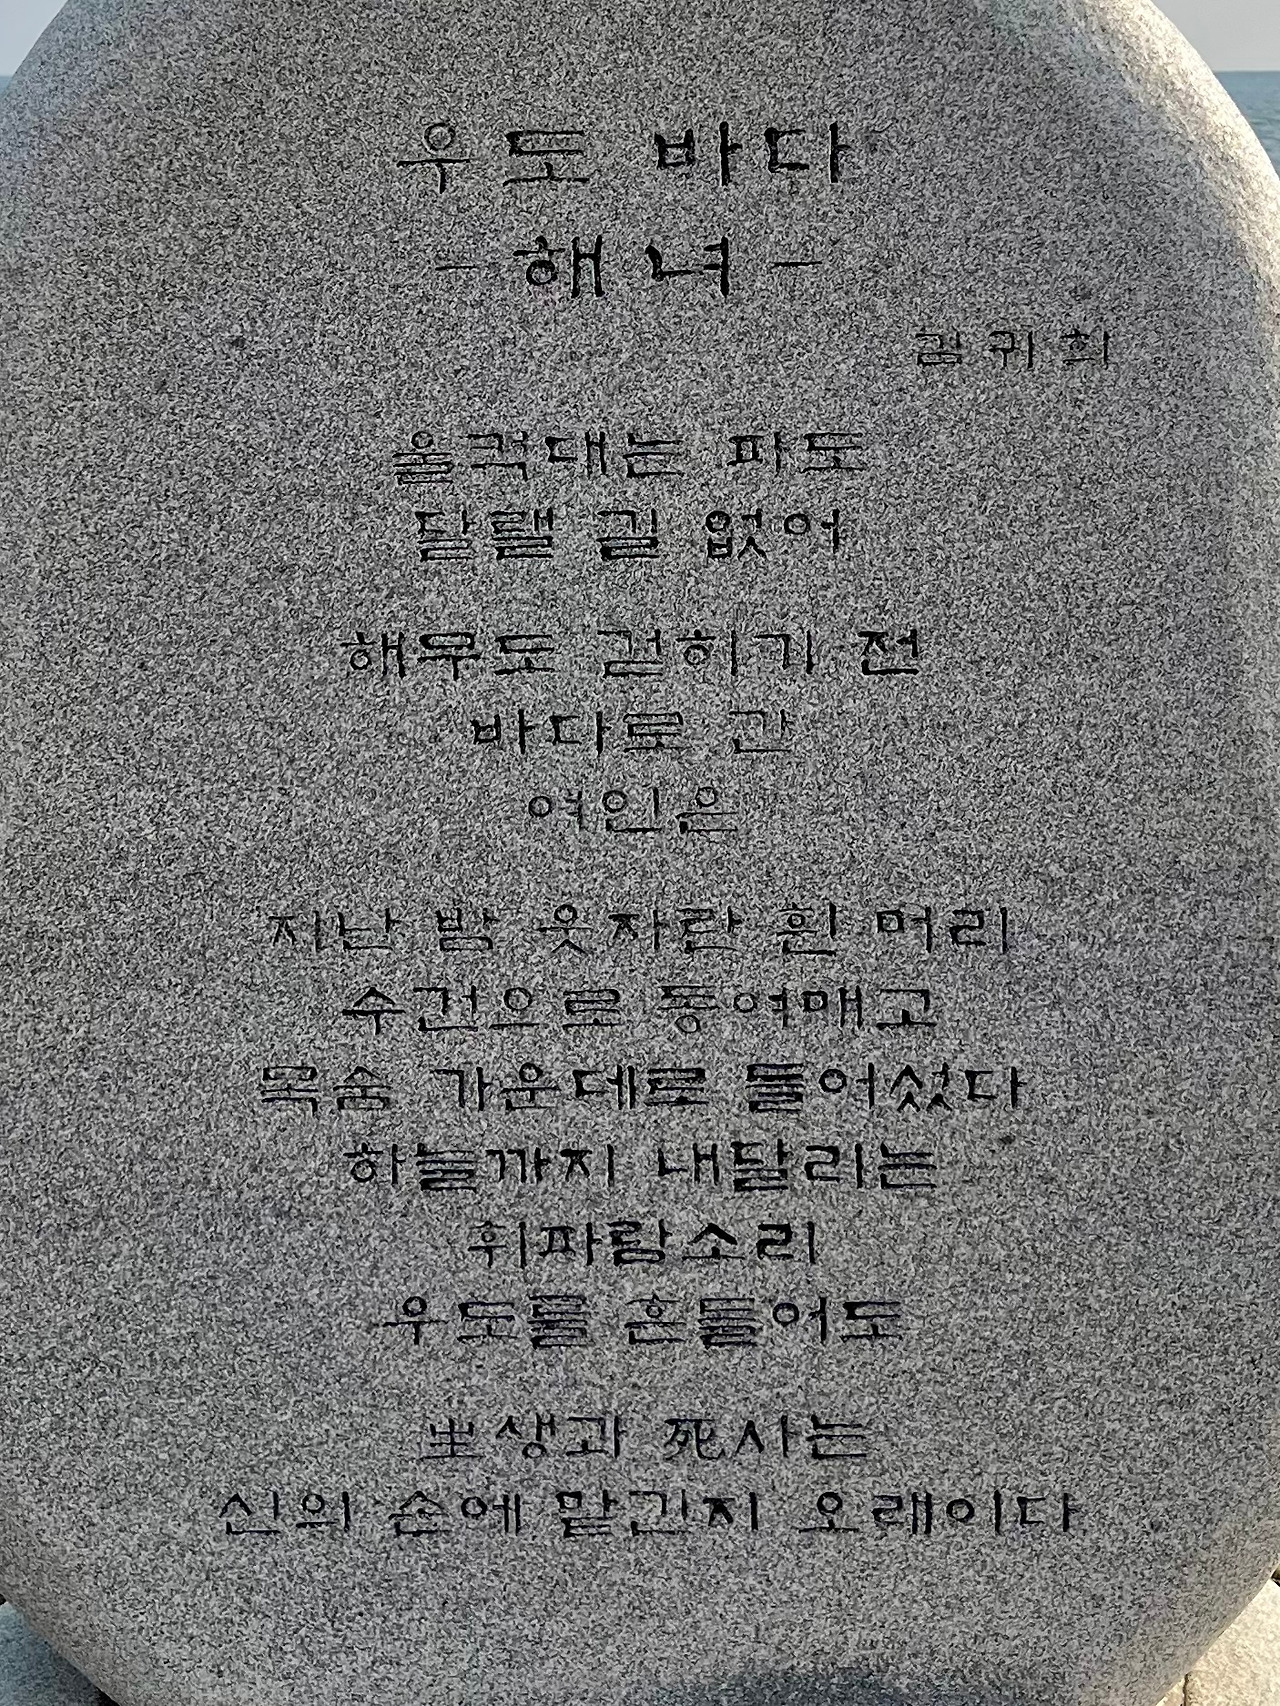 우도 바다
- 해녀 -
김귀희
울컥대는 파도
달랠 길 없어
해무도 걷히기 전
바다로 간
여인은
지난 밤 웃자란 흰 머리
수건으로 동여매고
목숨 가운데로 들어섰다
하늘까지 내달리는
휘파람소리
우도를 흔들어도
生생과 死사는
신의 손에 맡긴지 오래이다